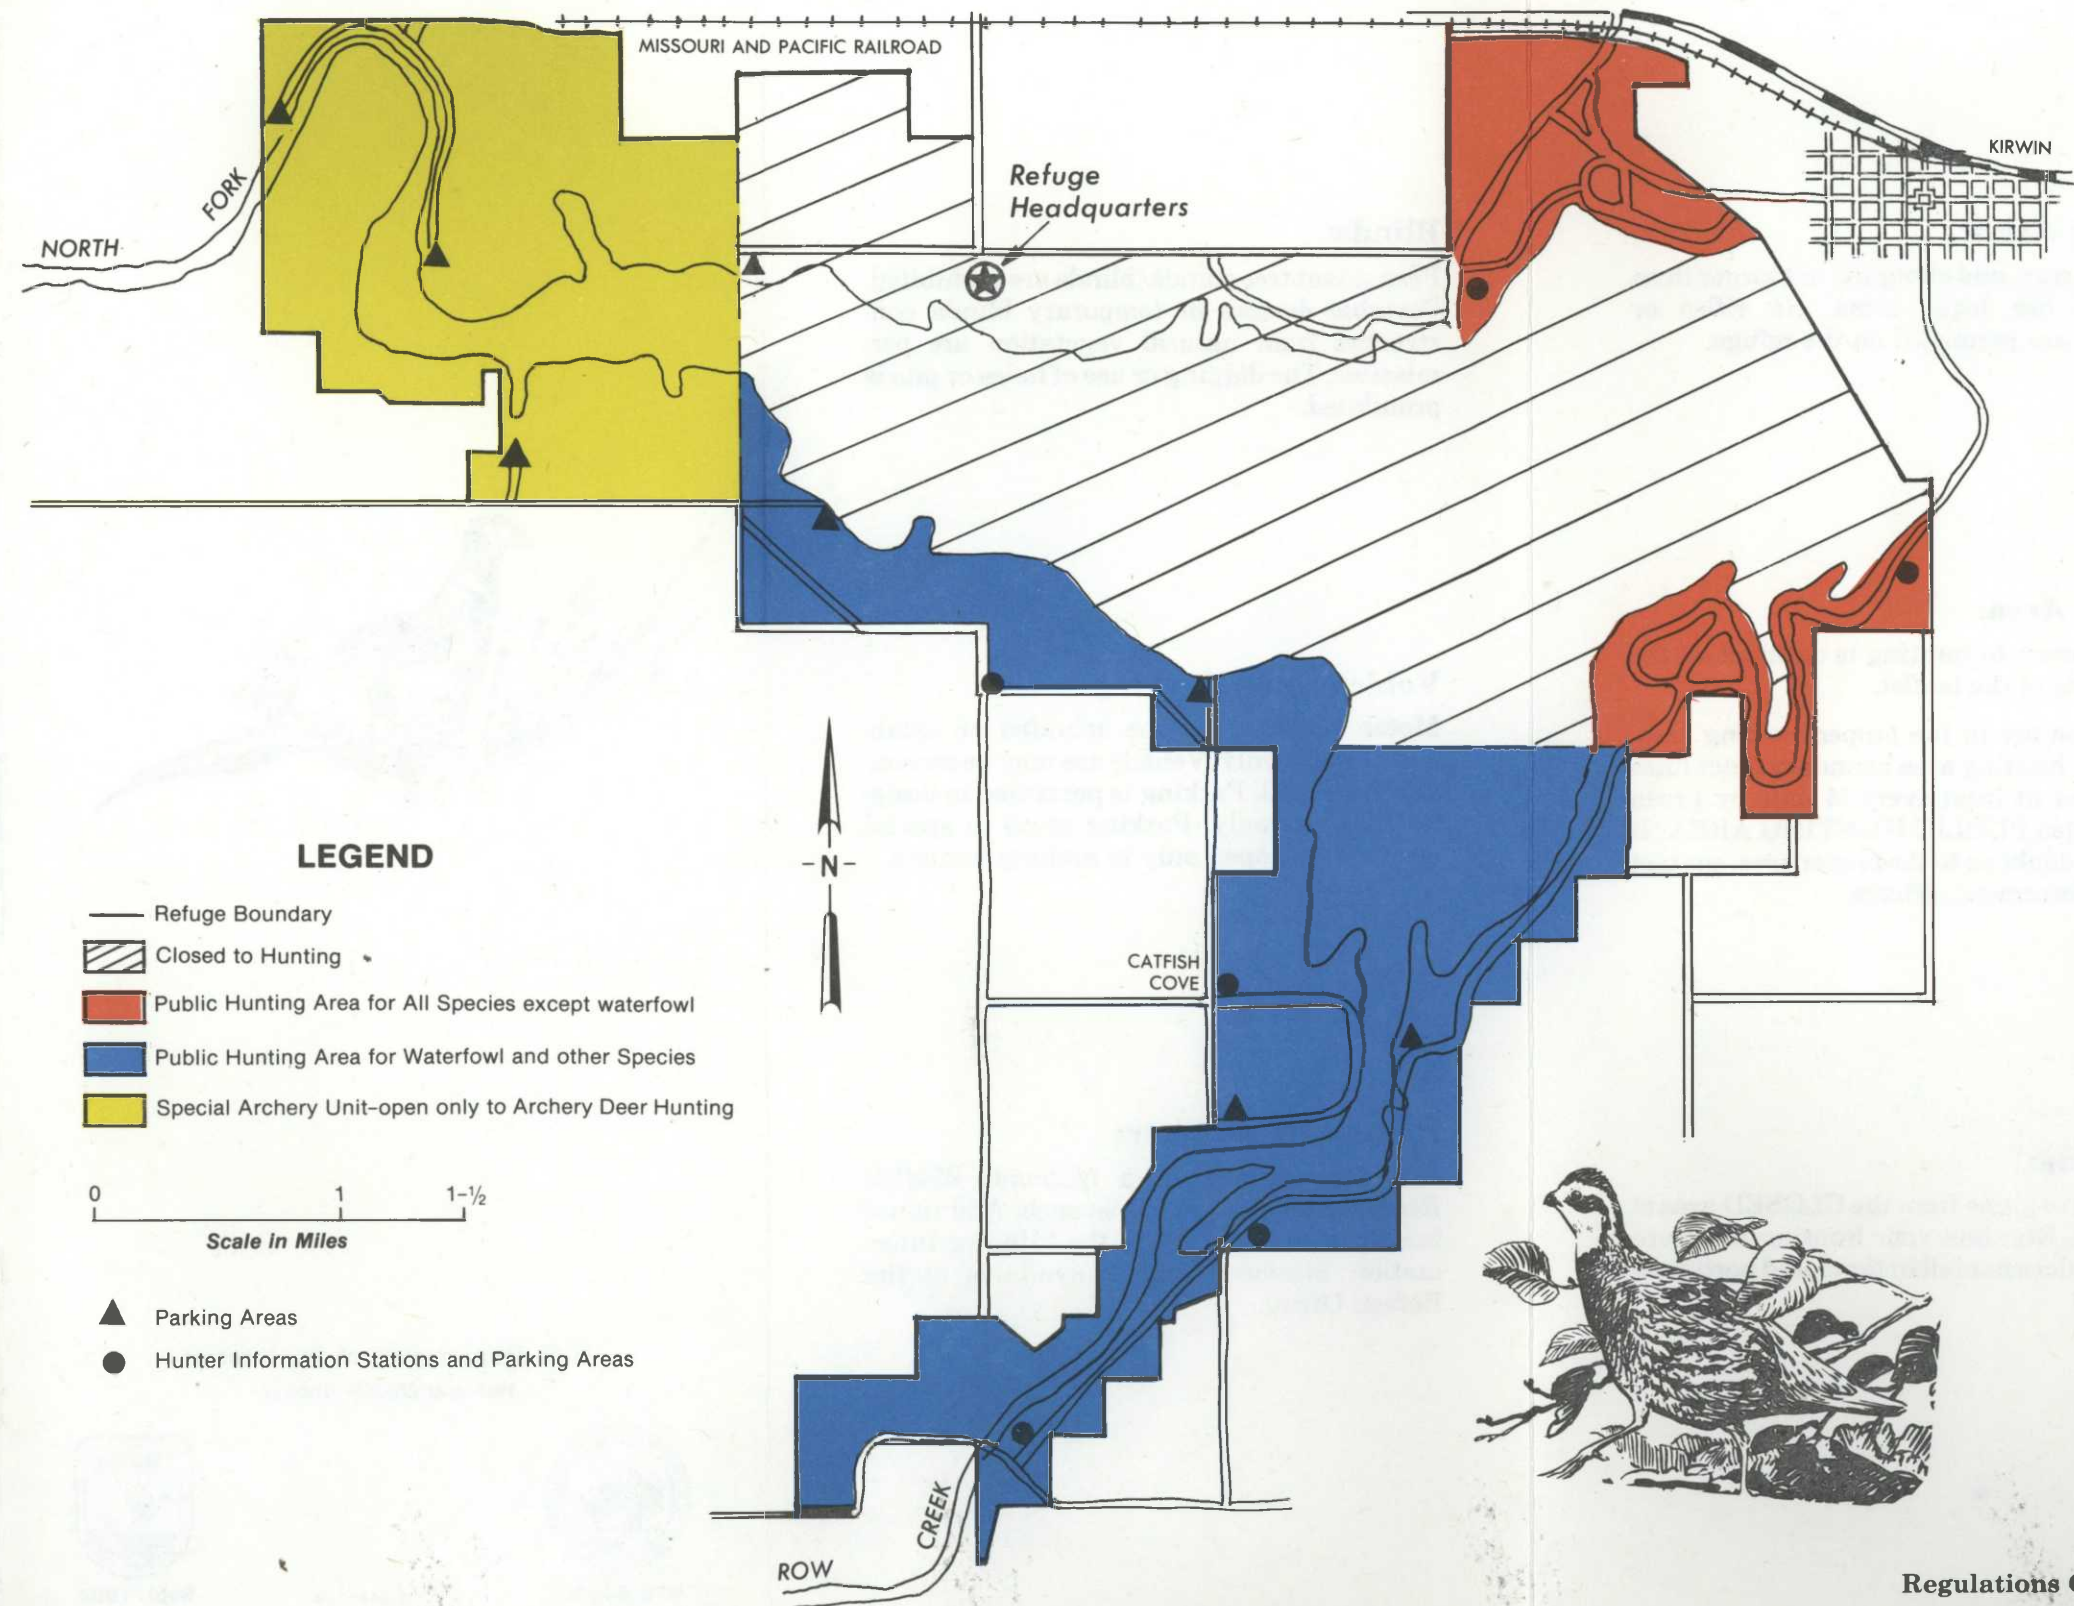 MISSOURI AND PACIFIC RAILROAD
KIRWIN
Refuge
Headquarters
FORK
NORTH
-N-
LEGEND
Refuge Boundary
Closed to Hunting
Public Hunting Area for All Species except waterfowl
Public Hunting Area for Waterfowl and other Species
Special Archery Unit-open only to Archery Deer Hunting
0 1 1-½
Scale in Miles
Parking Areas
Hunter Information Stations and Parking Areas
CATFISH
COVE
CREEK
ROW
Regulations